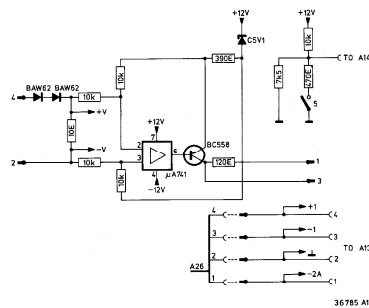 +12V
+12V
C5V1
10k
390E
10k
7k5
470E
TO A14
5
BAW62 BAW62
4
10k
+V
10E
-V
+12V
7
2
3
6
4
BC558
µA741
-12V
2
10k
10k
120E
1
3
4
+1
4
3
-1
3
TO A13
2
2
A26
1
-2A
1
36785 A1